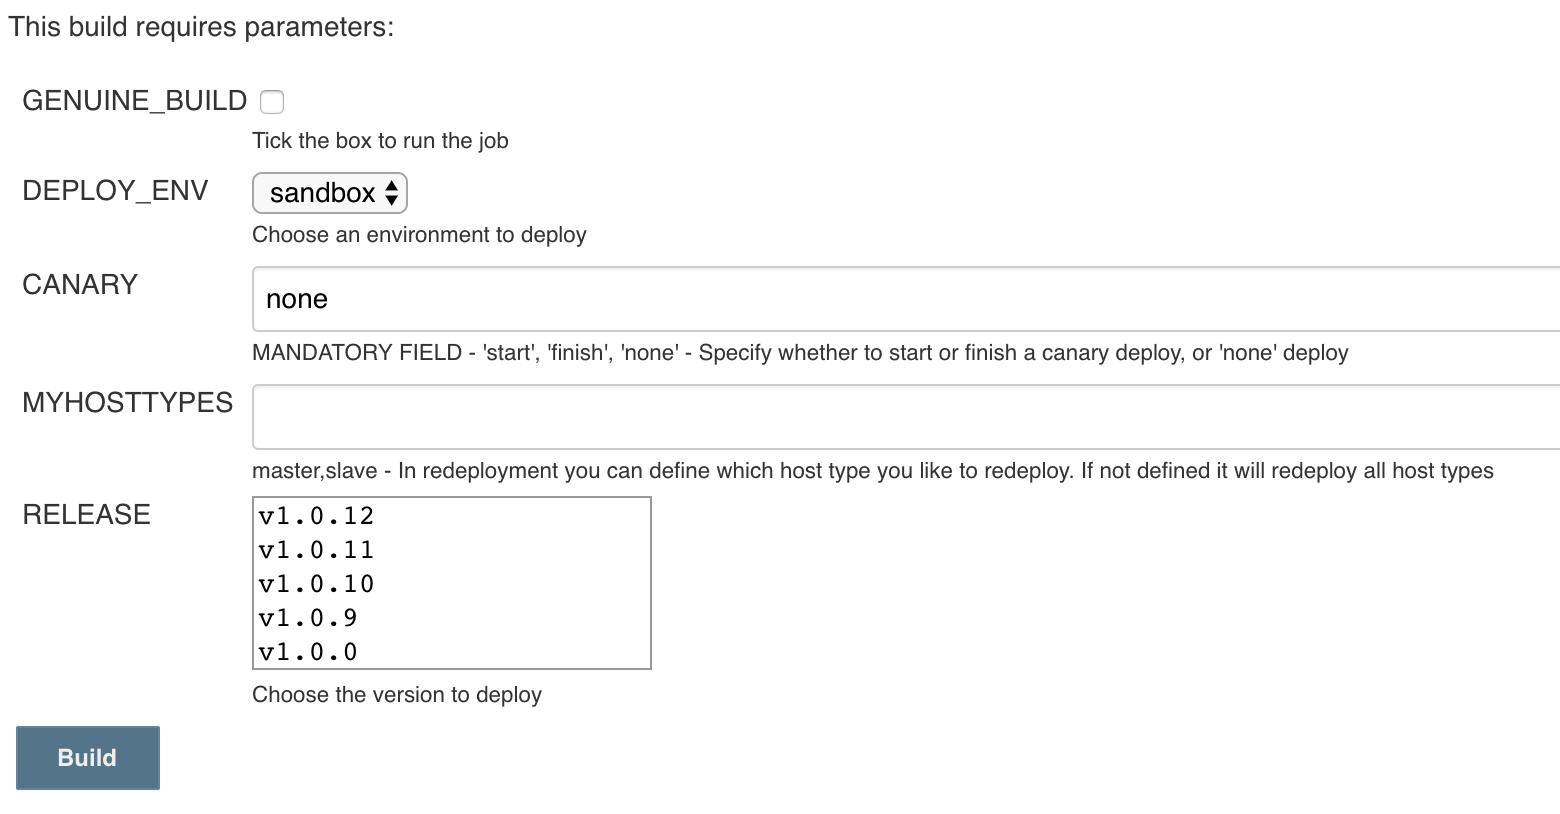 This build requires parameters:
GENUINE_BUILD
Tick the box to run the job
DEPLOY_ENV sandbox
Choose an environment to deploy
CANARY none
MANDATORY FIELD - 'start', 'finish', 'none' - Specify whether to start or finish a canary deploy, or 'none' deploy
MYHOSTTYPES
master,slave - In redeployment you can define which host type you like to redeploy. If not defined it will redeploy all host types
RELEASE v1.0.12
v1.0.11
v1.0.10
v1.0.9
v1.0.0
Choose the version to deploy
Build